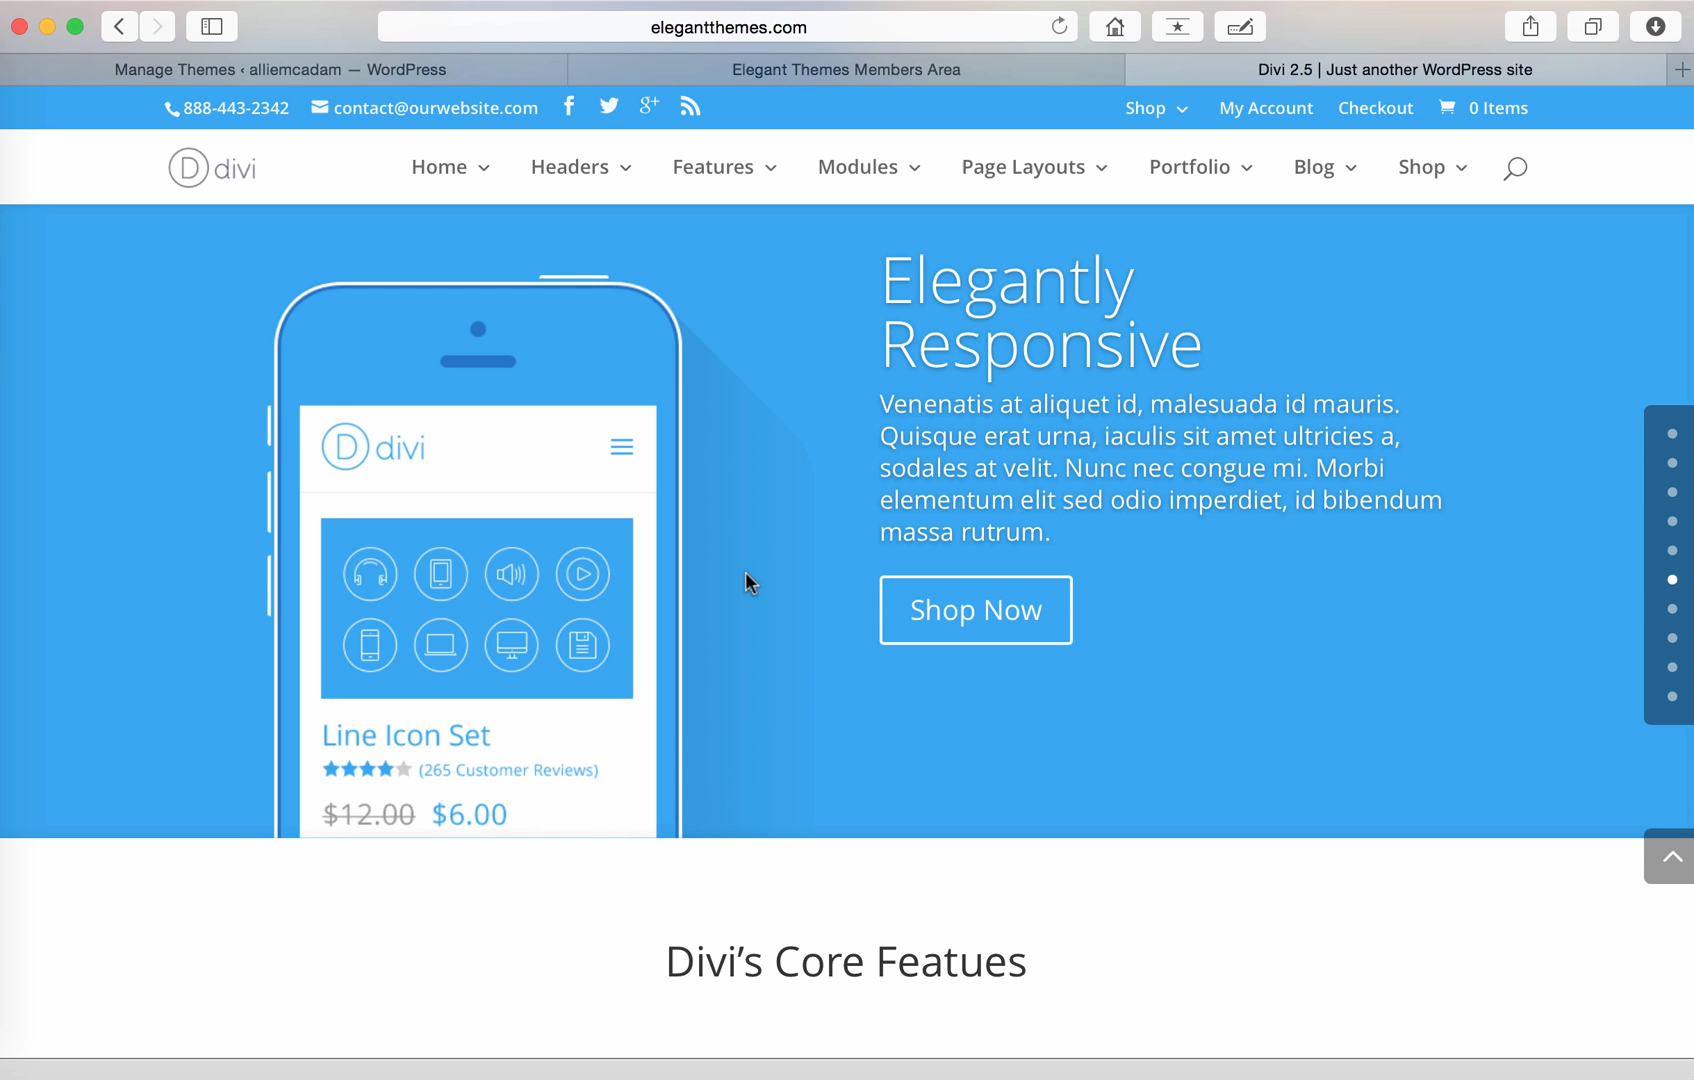 elegantthemes.com
Manage Themes ‹ alliemcadam — WordPress
Elegant Themes Members Area
Divi 2.5 | Just another WordPress site
888-443-2342 contact@ourwebsite.com
Shop My Account Checkout 0 Items
D divi
Home Headers Features Modules Page Layouts Portfolio Blog Shop
Elegantly
Responsive
Venenatis at aliquet id, malesuada id mauris.
Quisque erat urna, iaculis sit amet ultricies a,
sodales at velit. Nunc nec congue mi. Morbi
elementum elit sed odio imperdiet, id bibendum
massa rutrum.
Shop Now
D divi
Line Icon Set
(265 Customer Reviews)
$12.00 $6.00
Divi’s Core Featues